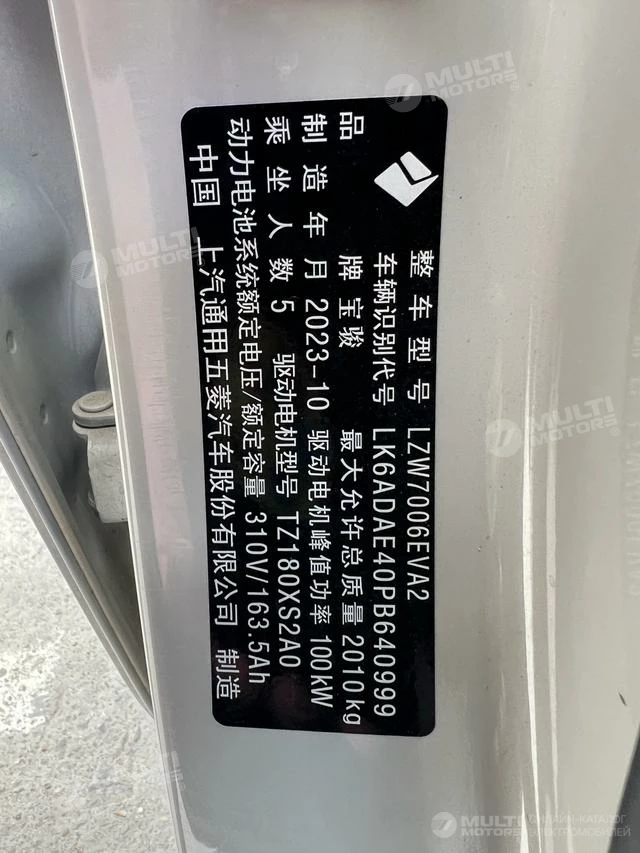 整车型号 LZW7006EVA2
车辆识别代号 LK6ADAE40PB640999
品牌 宝骏 最大允许总质量 2010kg
制造年月 2023-10 驱动电机峰值功率 100kW
乘坐人数 5 驱动电机型号 TZ180XS2A0
动力电池系统额定电压/额定容量 310V/163.5Ah
中国 上汽通用五菱汽车股份有限公司 制造
MULTI MOTORS
MULTI MOTORS
MULTI MOTORS
MULTI MOTORS
ОНЛАЙН-КАТАЛОГ
ЭЛЕКТРОМОБИЛЕЙ